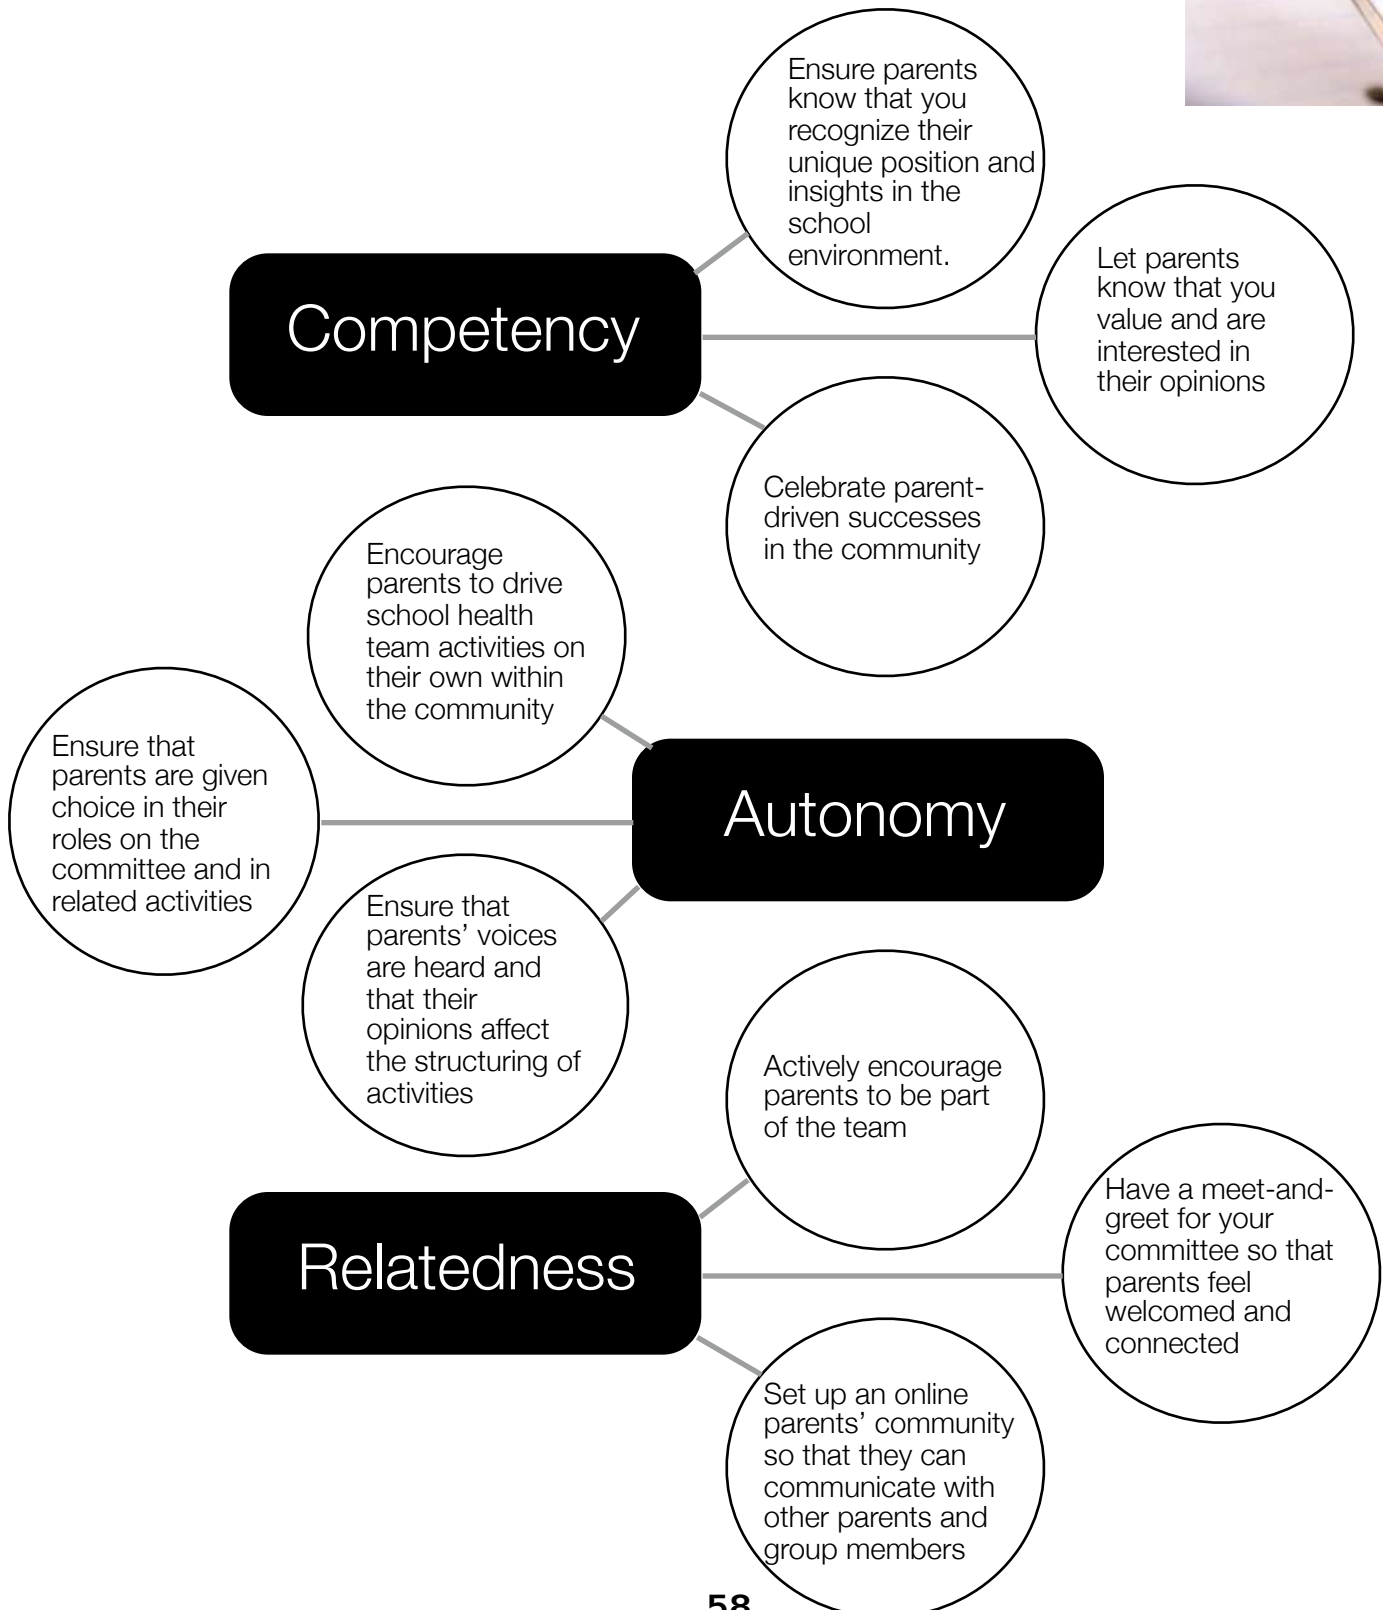 Ensure parents
know that you
recognize their
unique position and
insights in the
school
environment.
Let parents
know that you
value and are
interested in
their opinions
Competency
Celebrate parent-
driven successes
in the community
Encourage
parents to drive
school health
team activities on
their own within
the community
Ensure that
parents are given
choice in their
roles on the
committee and in
related activities
Autonomy
Ensure that
parents’ voices
are heard and
that their
opinions affect
the structuring of
activities
Actively encourage
parents to be part
of the team
Have a meet-and-
greet for your
committee so that
parents feel
welcomed and
connected
Relatedness
Set up an online
parents’ community
so that they can
communicate with
other parents and
group members
58